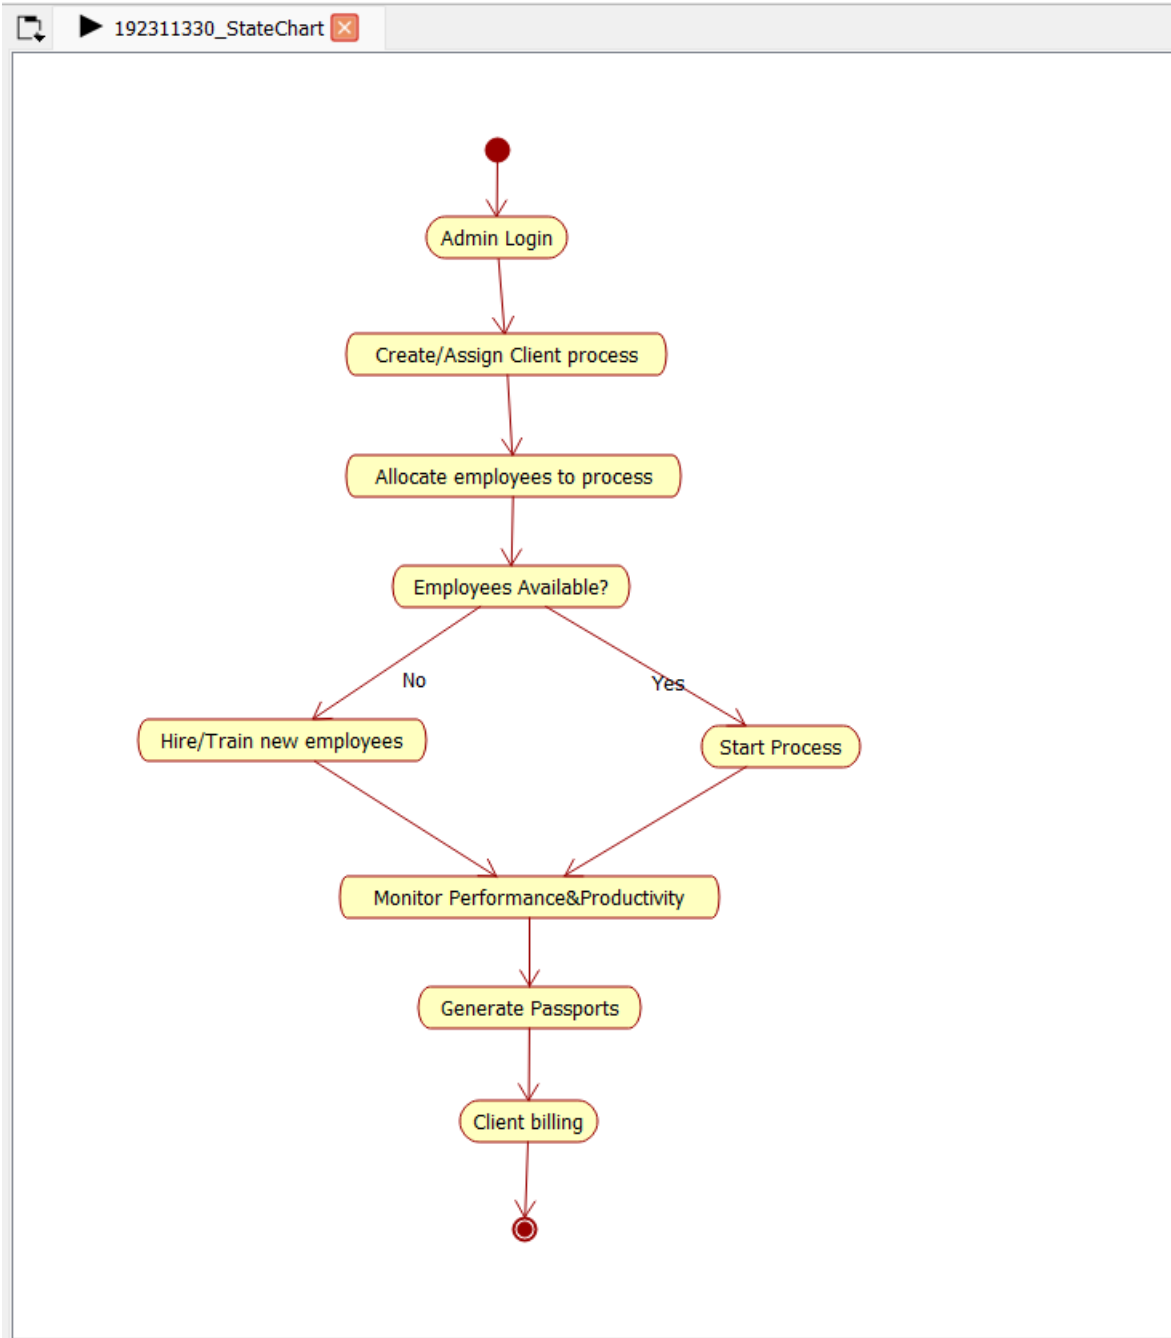 192311330_StateChart
Admin Login
Create/Assign Client process
Allocate employees to process
Employees Available?
No
Yes
Hire/Train new employees
Start Process
Monitor Performance&Productivity
Generate Passports
Client billing